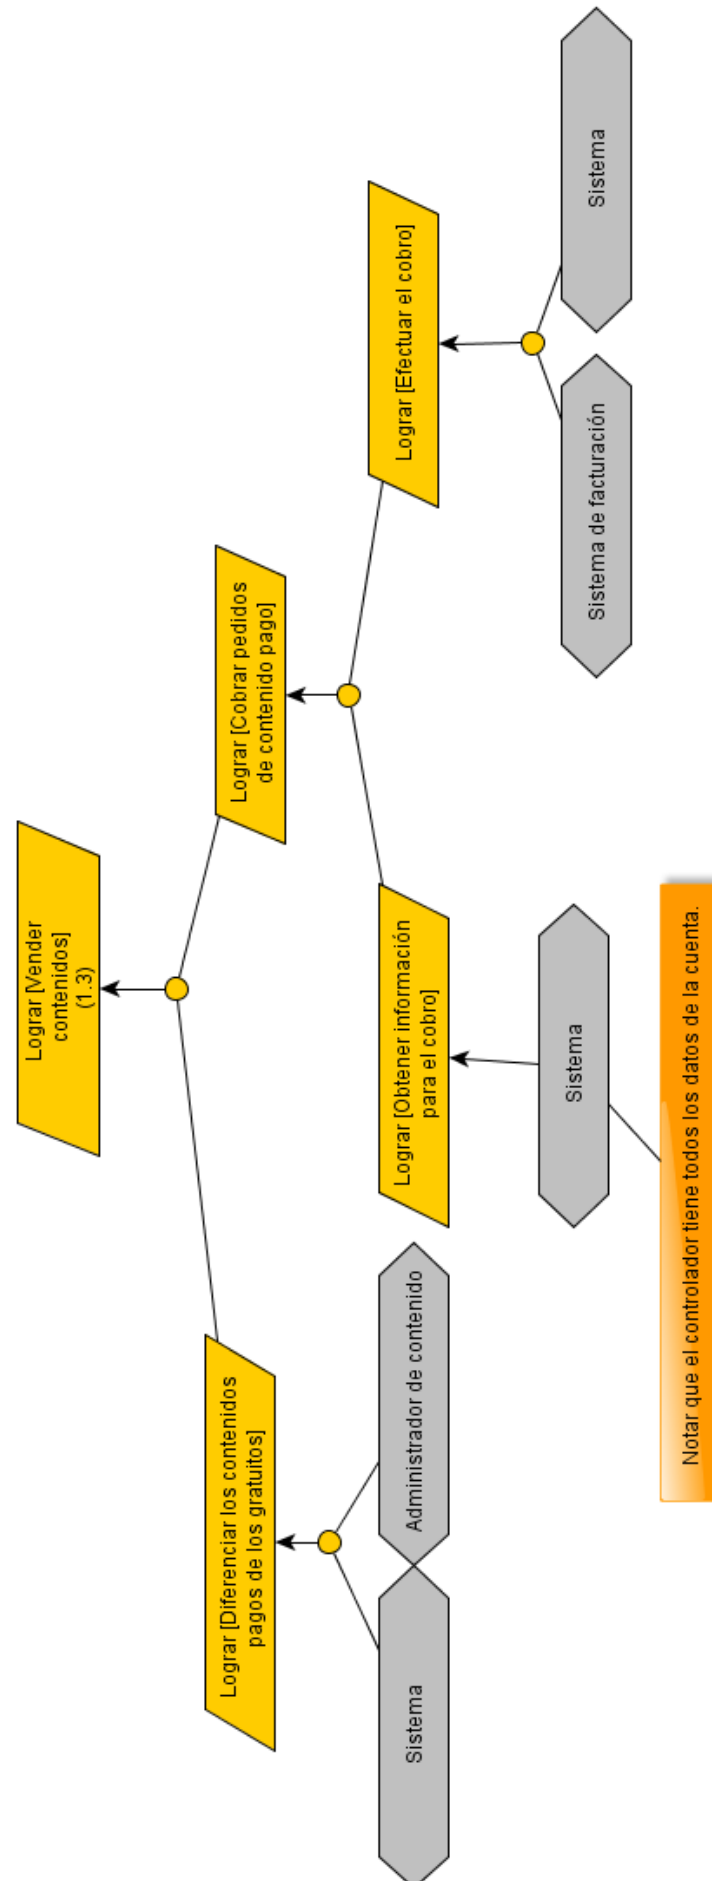 Lograr [Vender
contenidos]
(1.3)
Lograr [Diferenciar los contenidos
pagos de los gratuitos]
Lograr [Cobrar pedidos
de contenido pago]
Sistema
Administrador de contenido
Lograr [Obtener información
para el cobro]
Lograr [Efectuar el cobro]
Sistema
Sistema de facturación
Sistema
Notar que el controlador tiene todos los datos de la cuenta.